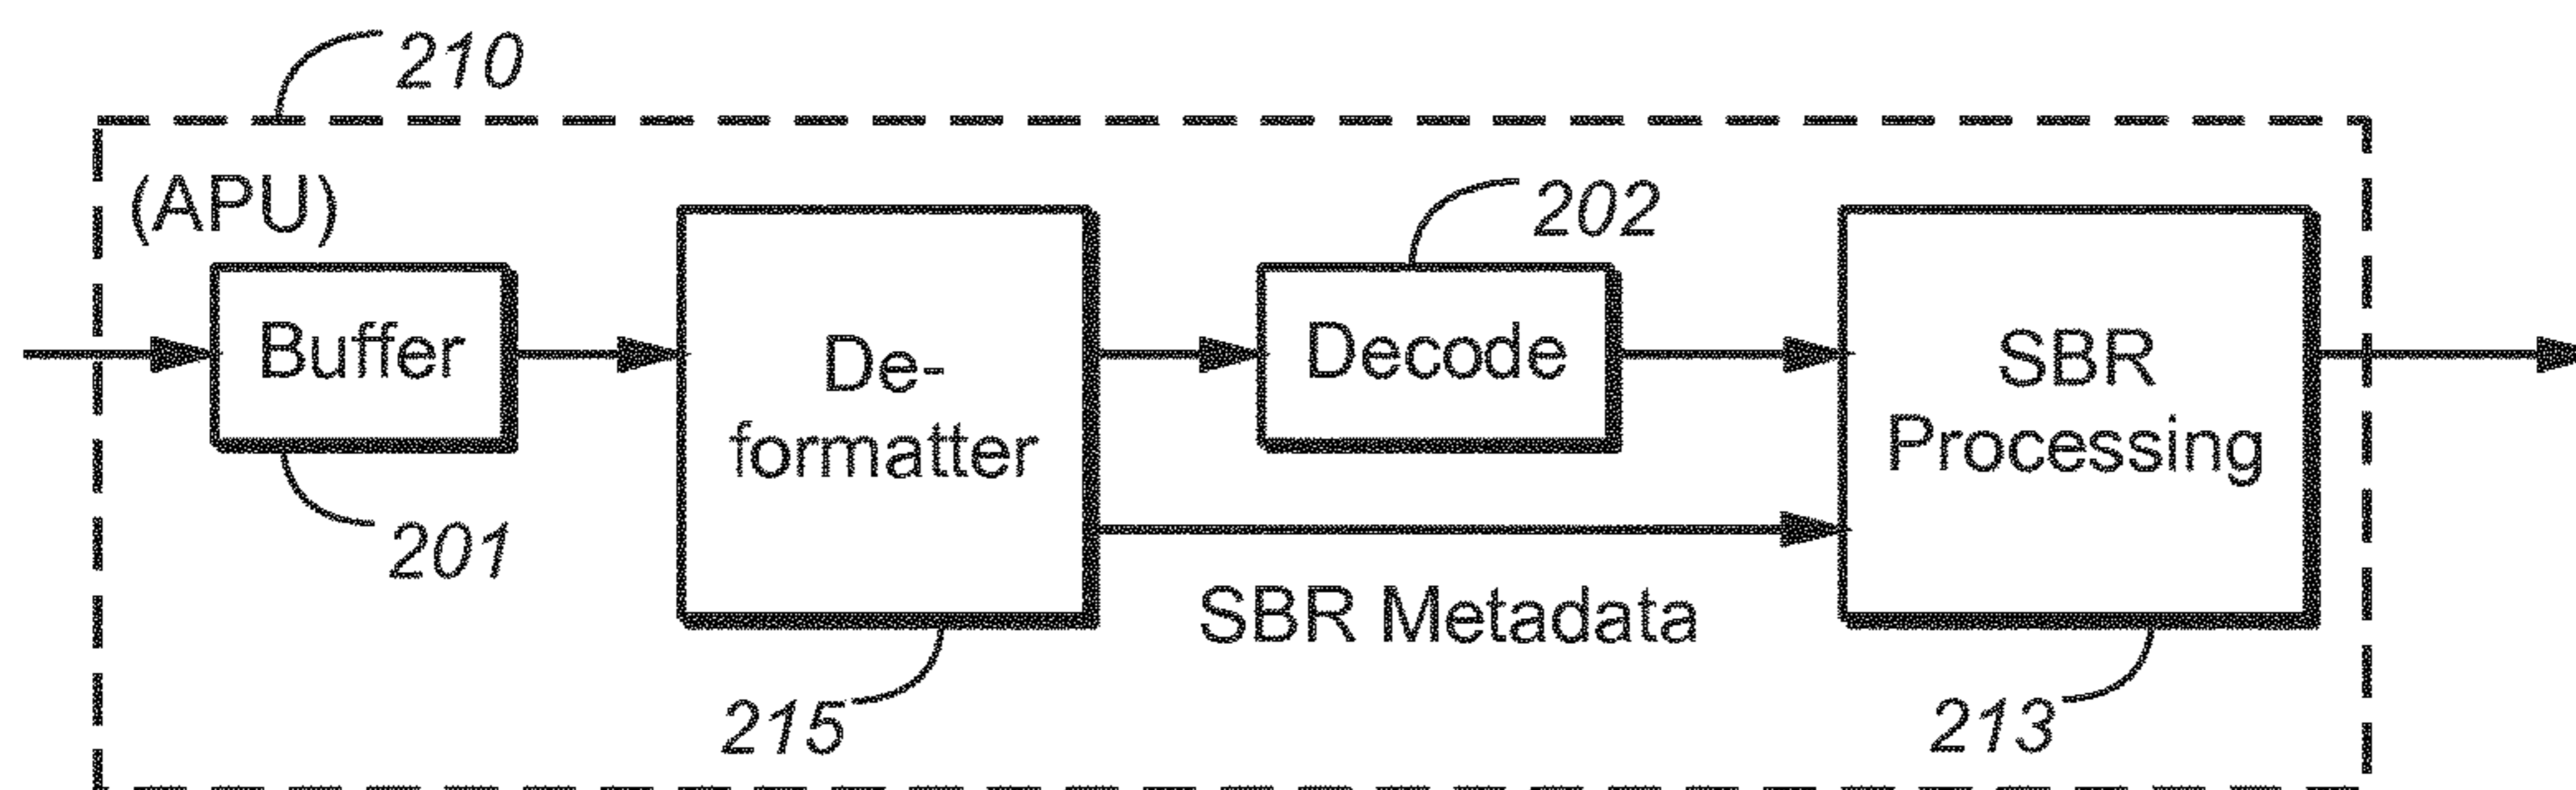 210
(APU)
202
Buffer
De-
formatter
Decode
SBR
Processing
201
SBR Metadata
215
213